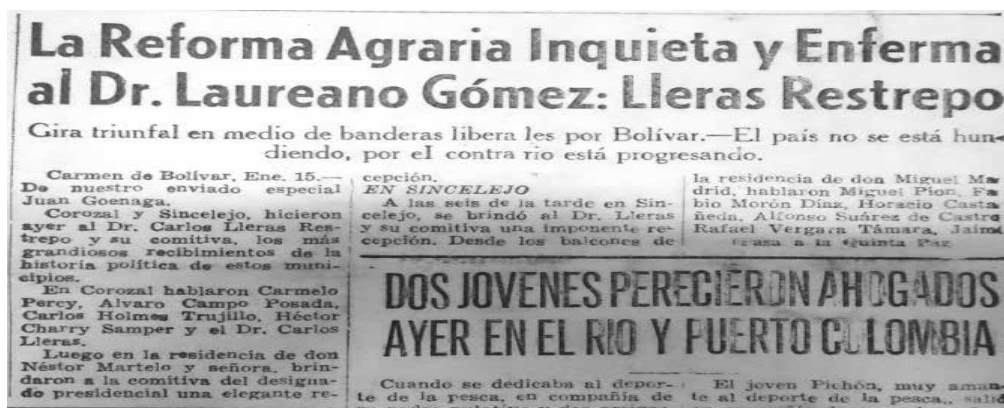 La Reforma Agraria Inquieta y Enferma
al Dr. Laureano Gómez: Lleras Restrepo
Gira triunfal en medio de banderas libera les por Bolívar.—El país no se está hun-
diendo, por el contra rio está progresando.
Carmen de Bolívar, Ene. 15.—
De nuestro enviado especial
Juan Goenaga.
Corozal y Sincelejo, hicieron
ayer al Dr. Carlos Lleras Res-
trepo y su comitiva, los más
grandiosos recibimientos de la
historia política de estos muni-
cipios.
En Corozal hablaron Carmelo
Percy, Alvaro Campo Posada,
Carlos Holmes Trujillo, Héctor
Charry Samper y el Dr. Carlos
Lleras.
Luego en la residencia de don
Néstor Martelo y señora, brin-
daron a la comitiva del designa-
do presidencial una elegante re-
cepción.
EN SINCELEJO
A las seis de la tarde en Sin-
celejo, se brindó al Dr. Lleras
y su comitiva una imponente re-
cepción. Desde los balcones de
la residencia de don Miguel Ma-
drid, hablaron Miguel Pion, Fa-
bio Morón Díaz, Horacio Casta-
ñeda, Alfonso Suárez de Castro
Rafael Vergara Támara, Jaim
Pasa a la Quinta Pag
DOS JOVENES PERECIERON AHOGADOS
AYER EN EL RIO Y PUERTO COLOMBIA
Cuando se dedicaba al depor-
te de la pesca, en compañía de
El joven Pichón, muy aman
te al deporte de la pesca,, salió